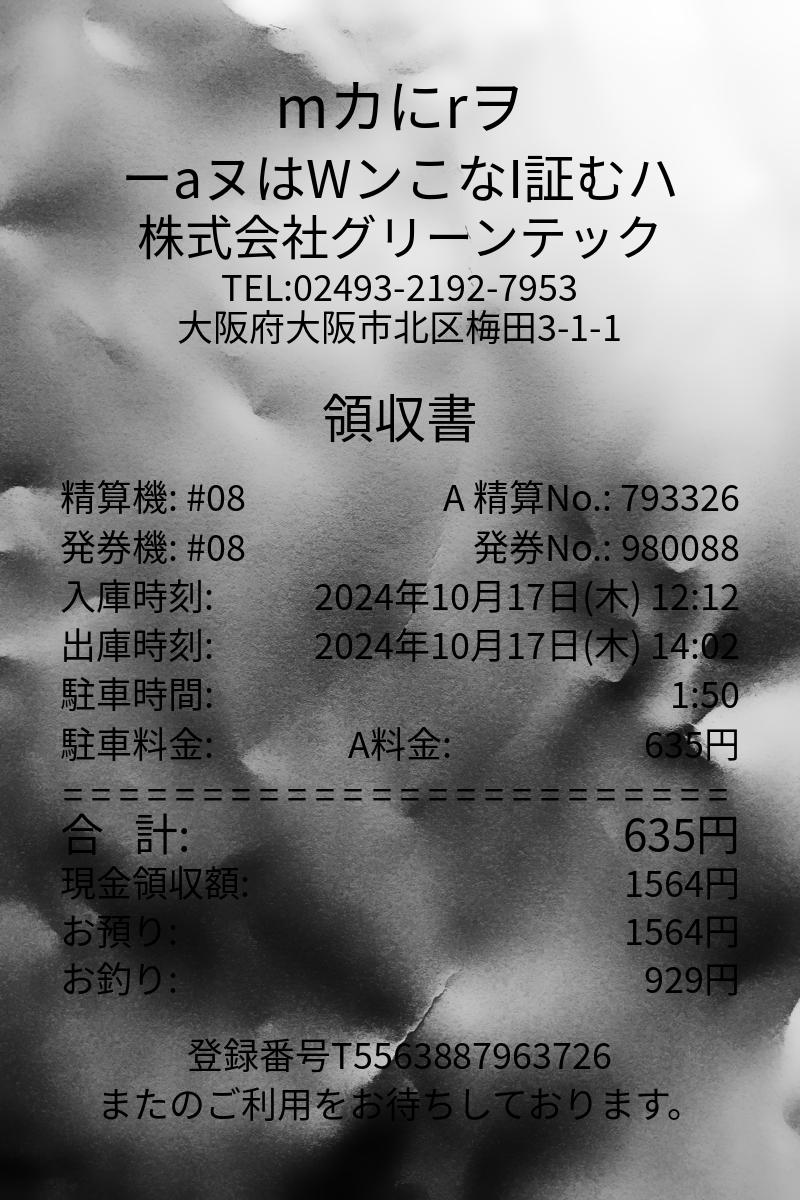 mカにrヲ
ーaヌはWンこなI証むハ
株式会社グリーンテック
TEL:02493-2192-7953
大阪府大阪市北区梅田3-1-1
領収書
精算機: #08 A 精算No.: 793326
発券機: #08 発券No.: 980088
入庫時刻: 2024年10月17日(木) 12:12
出庫時刻: 2024年10月17日(木) 14:02
駐車時間: 1:50
駐車料金: A料金: 635円
========================
合 計: 635円
現金領収額: 1564円
お預り: 1564円
お釣り: 929円
登録番号T5563887963726
またのご利用をお待ちしております。